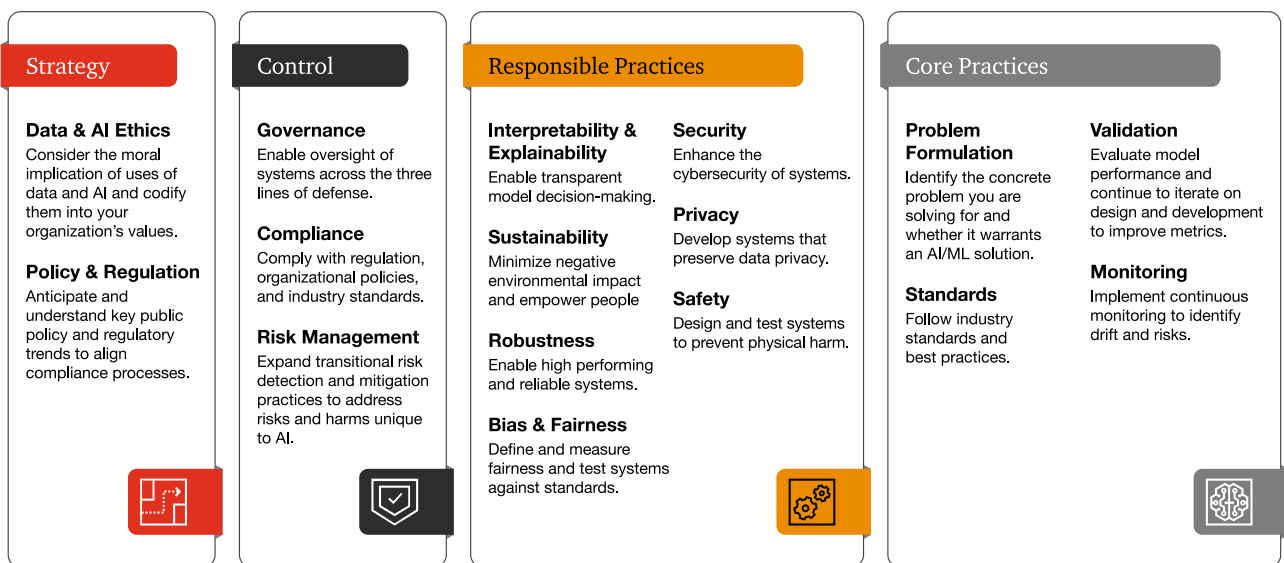 Strategy
Data & AI Ethics
Consider the moral
implication of uses of
data and AI and codify
them into your
organization's values.
Policy & Regulation
Anticipate and
understand key public
policy and regulatory
trends to align
compliance processes.
Control
Governance
Enable oversight of
systems across the three
lines of defense.
Compliance
Comply with regulation,
organizational policies,
and industry standards.
Risk Management
Expand transitional risk
detection and mitigation
practices to address
risks and harms unique
to AI.
Responsible Practices
Interpretability &
Explainability
Enable transparent
model decision-making.
Sustainability
Minimize negative
environmental impact
and empower people
Robustness
Enable high performing
and reliable systems.
Bias & Fairness
Define and measure
fairness and test systems
against standards.
Security
Enhance the
cybersecurity of systems.
Privacy
Develop systems that
preserve data privacy.
Safety
Design and test systems
to prevent physical harm.
Core Practices
Problem
Formulation
Identify the concrete
problem you are
solving for and
whether it warrants
an AI/ML solution.
Standards
Follow industry
standards and
best practices.
Validation
Evaluate model
performance and
continue to iterate on
design and development
to improve metrics.
Monitoring
Implement continuous
monitoring to identify
drift and risks.